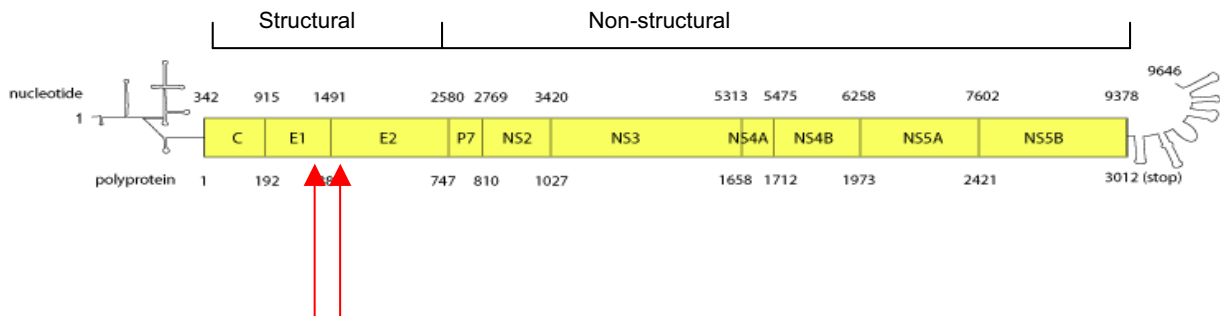 Structural Non-structural
9646
nucleotide 342 915 1491 2580 2769 3420 5313 5475 6258 7602 9378
1
C E1 E2 P7 NS2 NS3 NS4A NS4B NS5A NS5B
polyprotein 1 192 747 810 1027 1658 1712 1973 2421 3012 (stop)